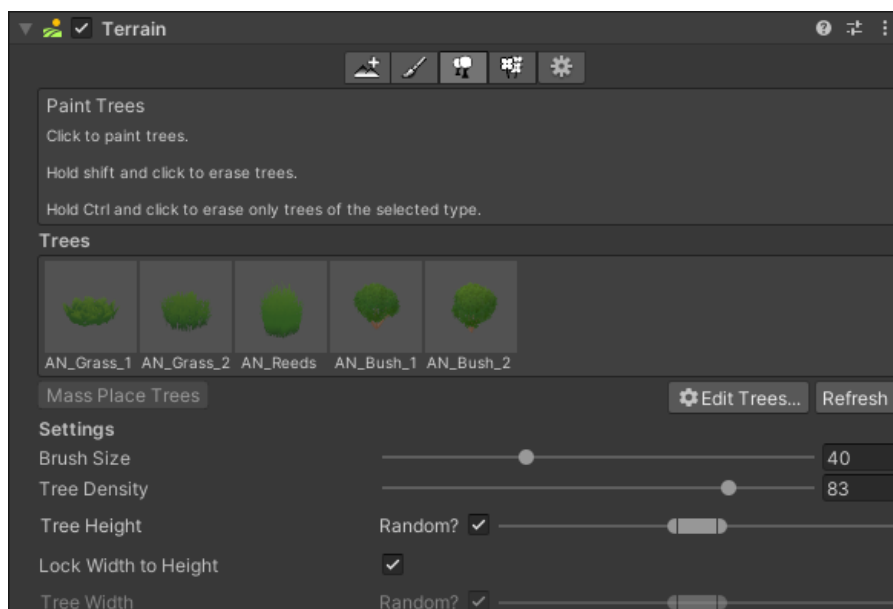 Terrain
Paint Trees
Click to paint trees.
Hold shift and click to erase trees.
Hold Ctrl and click to erase only trees of the selected type.
Trees
AN_Grass_1 AN_Grass_2 AN_Reeds AN_Bush_1 AN_Bush_2
Mass Place Trees Edit Trees... Refresh
Settings
Brush Size 40
Tree Density 83
Tree Height Random?
Lock Width to Height
Tree Width Random?